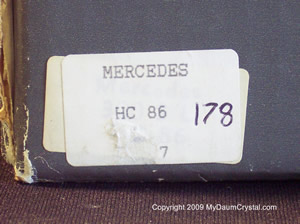 MERCEDES
HC 86 178
7
Copyright 2009 MyDaumCrystal.com